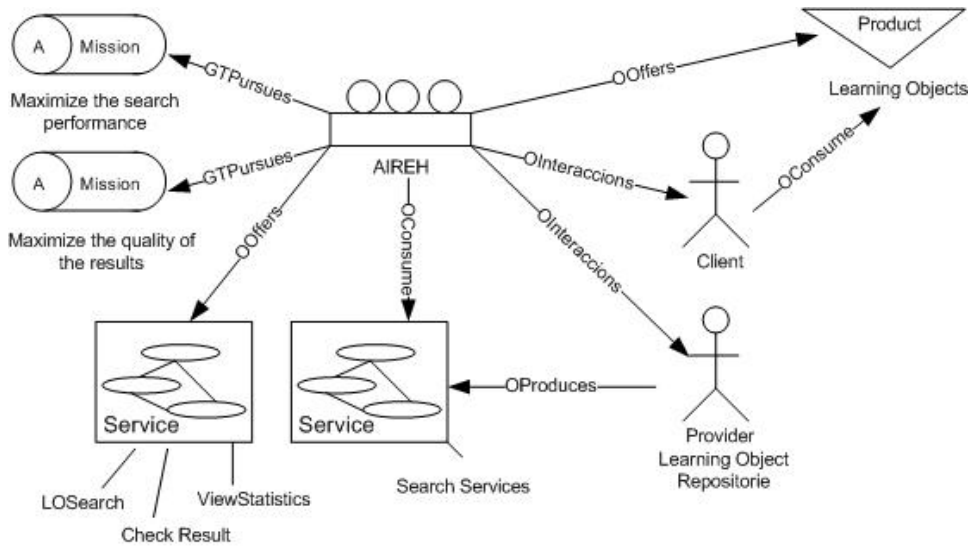 A Mission
Maximize the search
performance
GTPursues
A Mission
Maximize the quality of
the results
GTPursues
AIREH
OOffers
Product
Learning Objects
OInteraccions
OConsume
Client
OInteraccions
OOffers
OConsume
Service
LOSearch
Check Result
ViewStatistics
Service
Search Services
OProduces
Provider
Learning Object
Repositorie